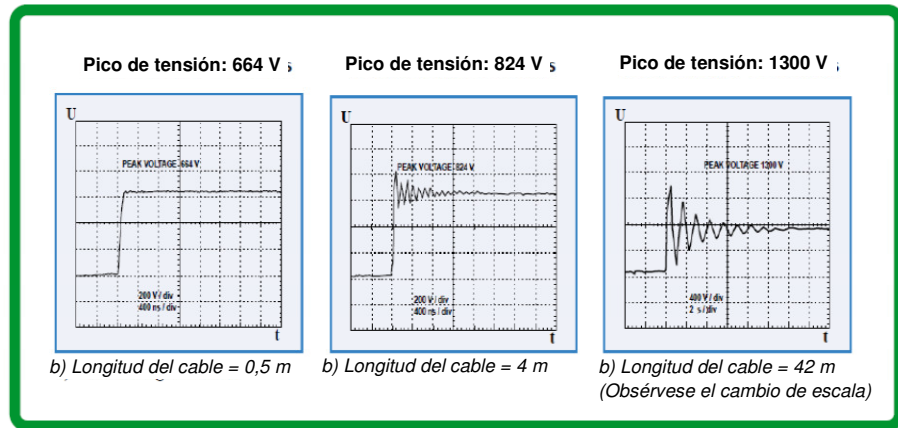 Pico de tensión: 664 V s
U
PEAK VOLTAGE 664 V
200 V / div
400 ns / div
t
b) Longitud del cable = 0,5 m
Pico de tensión: 824 V s
U
PEAK VOLTAGE 824 V
200 V / div
400 ns / div
t
b) Longitud del cable = 4 m
Pico de tensión: 1300 V
U
PEAK VOLTAGE 1200 V
400 V / div
2 s / div
t
b) Longitud del cable = 42 m
(Obsérvese el cambio de escala)